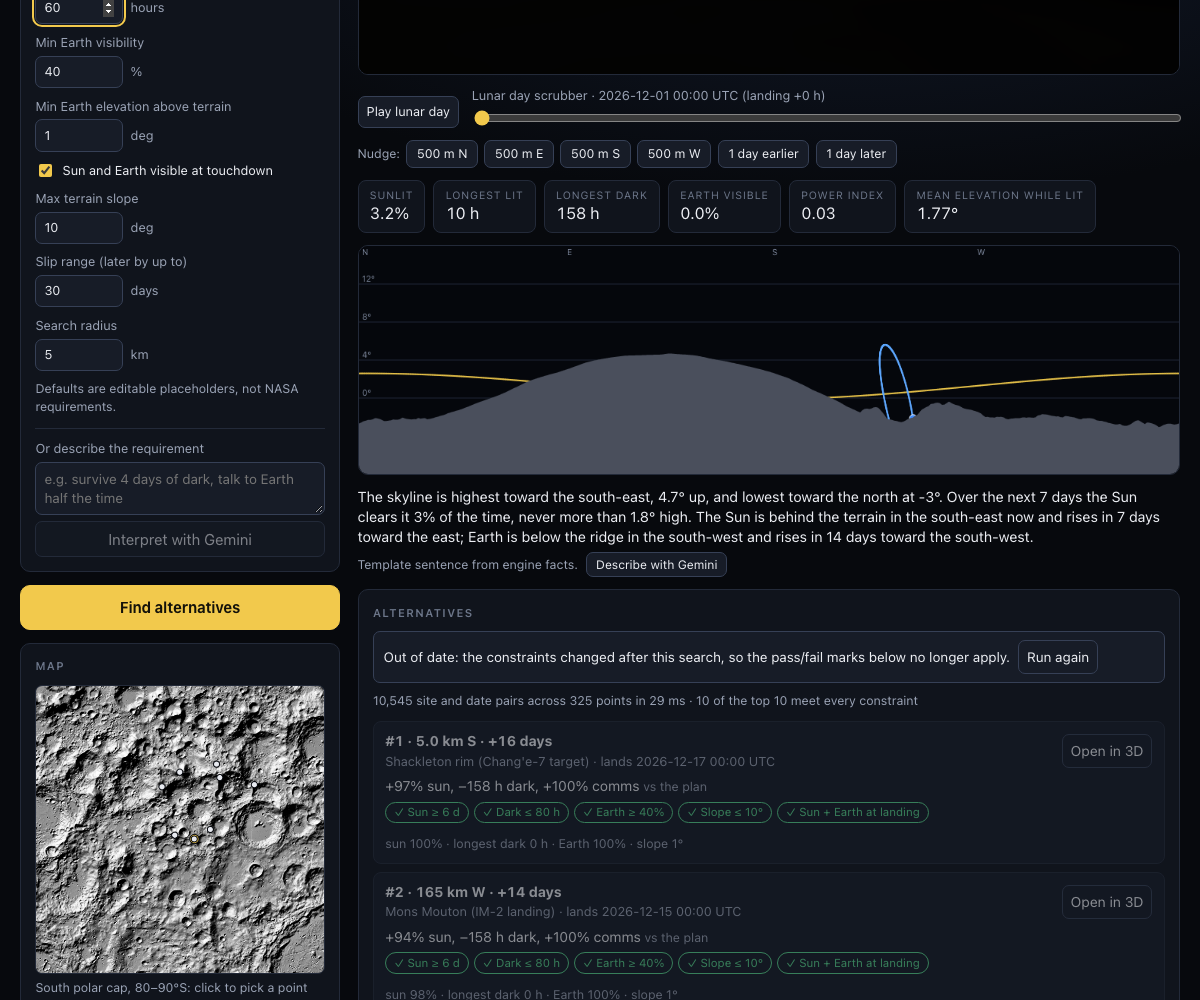 60 hours
Min Earth visibility
40 %
Min Earth elevation above terrain
1 deg
Sun and Earth visible at touchdown
Max terrain slope
10 deg
Slip range (later by up to)
30 days
Search radius
5 km
Defaults are editable placeholders, not NASA
requirements.
Or describe the requirement
e.g. survive 4 days of dark, talk to Earth
half the time
Interpret with Gemini
Find alternatives
MAP
South polar cap, 80–90°S: click to pick a point
Play lunar day
Lunar day scrubber · 2026-12-01 00:00 UTC (landing +0 h)
Nudge: 500 m N 500 m E 500 m S 500 m W 1 day earlier 1 day later
SUNLIT LONGEST LIT LONGEST DARK EARTH VISIBLE POWER INDEX MEAN ELEVATION WHILE LIT
3.2% 10 h 158 h 0.0% 0.03 1.77°
N E S W
12°
8°
4°
0°
The skyline is highest toward the south-east, 4.7° up, and lowest toward the north at -3°. Over the next 7 days the Sun
clears it 3% of the time, never more than 1.8° high. The Sun is behind the terrain in the south-east now and rises in 7 days
toward the east; Earth is below the ridge in the south-west and rises in 14 days toward the south-west.
Template sentence from engine facts. Describe with Gemini
ALTERNATIVES
Out of date: the constraints changed after this search, so the pass/fail marks below no longer apply. Run again
10,545 site and date pairs across 325 points in 29 ms · 10 of the top 10 meet every constraint
#1 · 5.0 km S · +16 days
Open in 3D
Shackleton rim (Chang'e-7 target) · lands 2026-12-17 00:00 UTC
+97% sun, −158 h dark, +100% comms vs the plan
✓ Sun ≥ 6 d ✓ Dark ≤ 80 h ✓ Earth ≥ 40% ✓ Slope ≤ 10° ✓ Sun + Earth at landing
sun 100% · longest dark 0 h · Earth 100% · slope 1°
#2 · 165 km W · +14 days
Open in 3D
Mons Mouton (IM-2 landing) · lands 2026-12-15 00:00 UTC
+94% sun, −158 h dark, +100% comms vs the plan
✓ Sun ≥ 6 d ✓ Dark ≤ 80 h ✓ Earth ≥ 40% ✓ Slope ≤ 10° ✓ Sun + Earth at landing
sun 98% · longest dark 0 h · Earth 100% · slope 1°